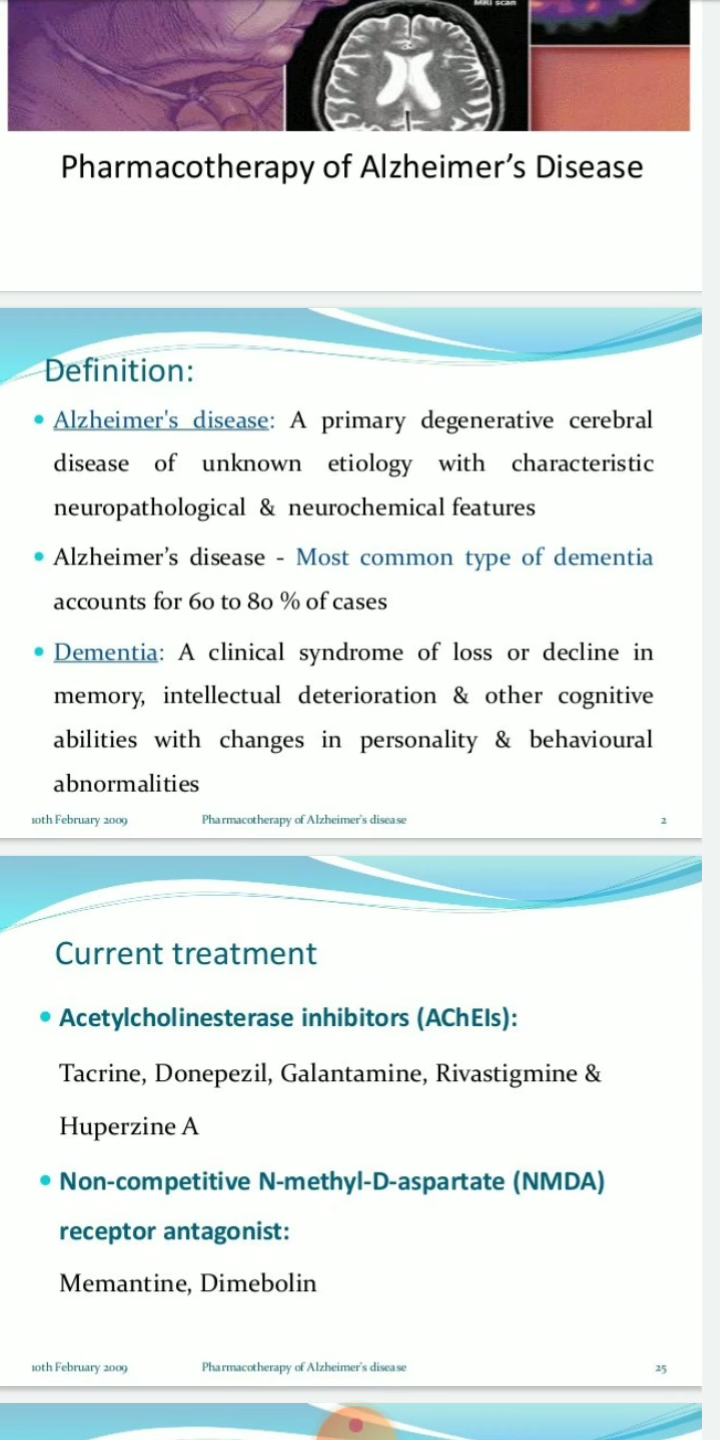 MRI scan
Pharmacotherapy of Alzheimer’s Disease
Definition:
• Alzheimer's disease: A primary degenerative cerebral
disease of unknown etiology with characteristic
neuropathological & neurochemical features
• Alzheimer’s disease - Most common type of dementia
accounts for 60 to 80 % of cases
• Dementia: A clinical syndrome of loss or decline in
memory, intellectual deterioration & other cognitive
abilities with changes in personality & behavioural
abnormalities
10th February 2009 Pharmacotherapy of Alzheimer's disease 2
Current treatment
• Acetylcholinesterase inhibitors (AChEIs):
Tacrine, Donepezil, Galantamine, Rivastigmine &
Huperzine A
• Non-competitive N-methyl-D-aspartate (NMDA)
receptor antagonist:
Memantine, Dimebolin
10th February 2009 Pharmacotherapy of Alzheimer's disease 25